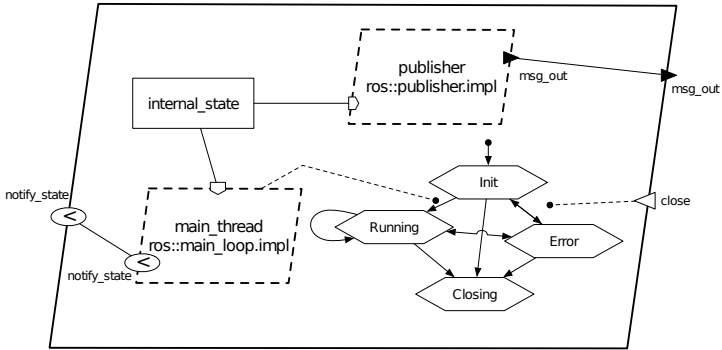 publisher
ros::publisher.impl
msg_out
msg_out
internal_state
Init
notify_state
close
main_thread
ros::main_loop.impl
Running
Error
notify_state
Closing